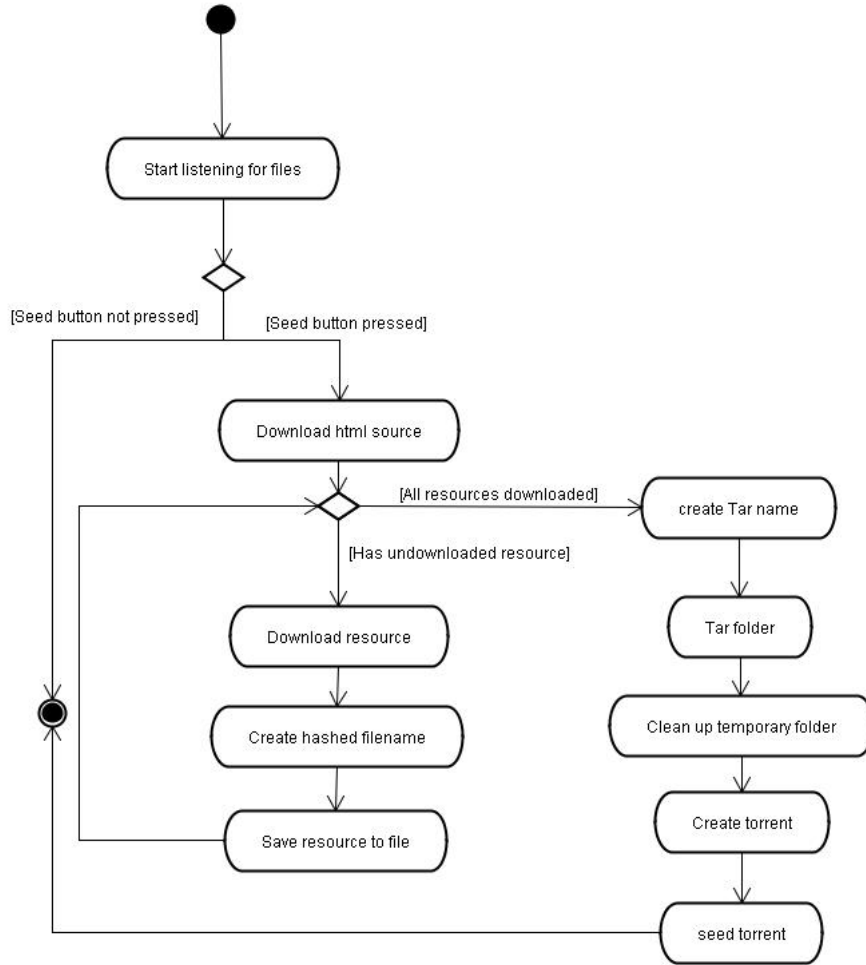 Start listening for files
[Seed button not pressed]
[Seed button pressed]
Download html source
[All resources downloaded]
create Tar name
[Has undownloaded resource]
Download resource
Tar folder
Create hashed filename
Clean up temporary folder
Save resource to file
Create torrent
seed torrent